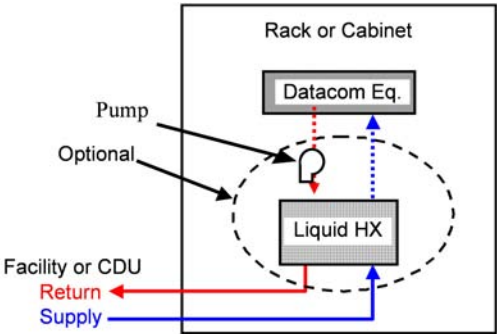 Rack or Cabinet
Datacom Eq.
Pump
Optional
Liquid HX
Facility or CDU
Return
Supply